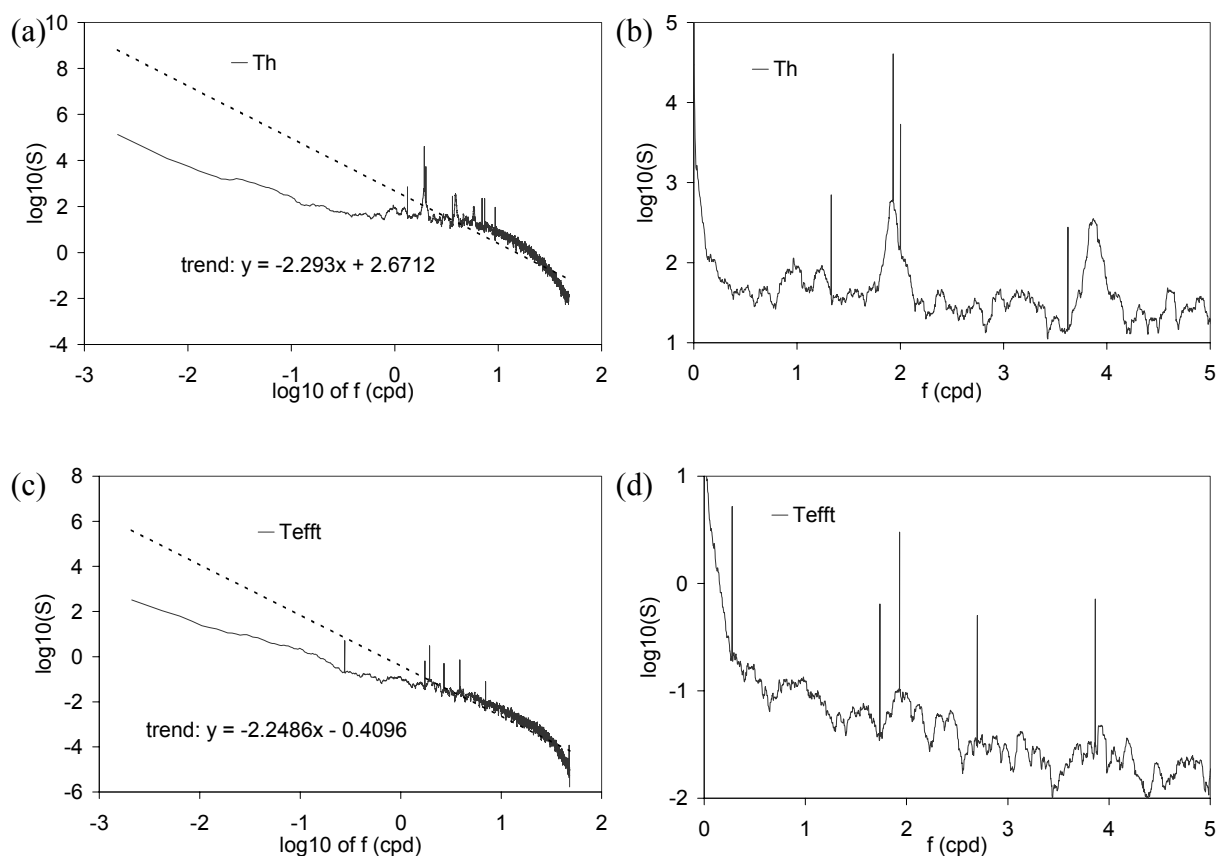 (a)
10
8
6
4
2
0
-2
-4
log10(S)
Th
trend: y = -2.293x + 2.6712
-3 -2 -1 0 1 2
log10 of f (cpd)
(b)
5
4
3
2
1
log10(S)
Th
0 1 2 3 4 5
f (cpd)
(c)
8
6
4
2
0
-2
-4
-6
log10(S)
Tefft
trend: y = -2.2486x - 0.4096
-3 -2 -1 0 1 2
log10 of f (cpd)
(d)
1
0
-1
-2
log10(S)
Tefft
0 1 2 3 4 5
f (cpd)